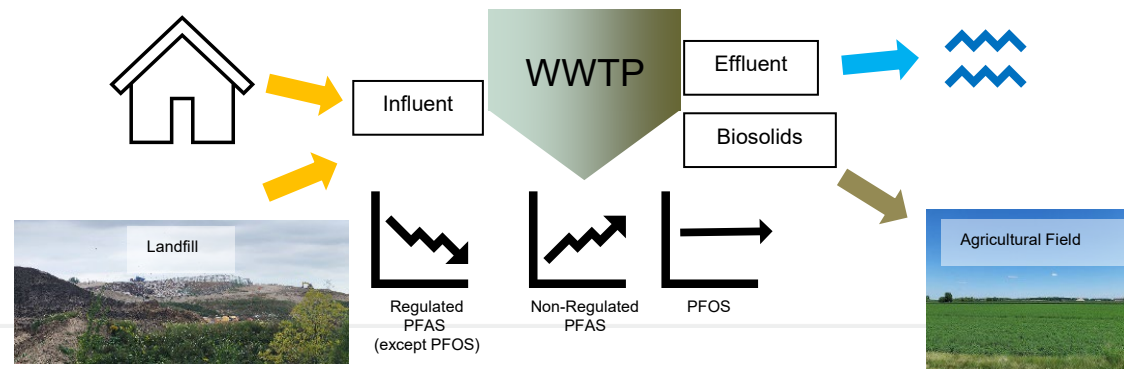 WWTP
Influent
Effluent
Biosolids
Landfill
Agricultural Field
Regulated
PFAS
(except PFOS)
Non-Regulated
PFAS
PFOS